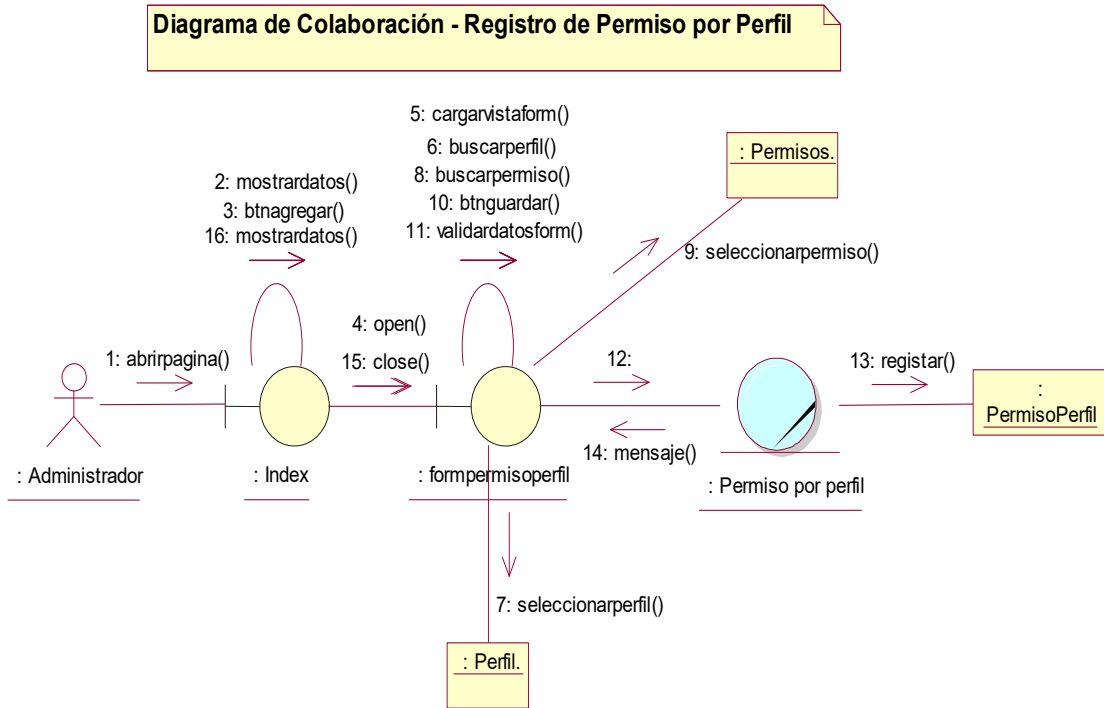 Diagrama de Colaboración - Registro de Permiso por Perfil
5: cargarvistaform()
6: buscarperfil()
8: buscarpermiso()
10: btnguardar()
11: validardatosform()
: Permisos.
2: mostrardatos()
3: btnagregar()
16: mostrardatos()
9: seleccionarpermiso()
4: open()
15: close()
1: abrirpagina()
12:
13: registar()
:
PermisoPerfil
14: mensaje()
: Administrador
: Index
: formpermisoperfil
: Permiso por perfil
7: seleccionarperfil()
: Perfil.